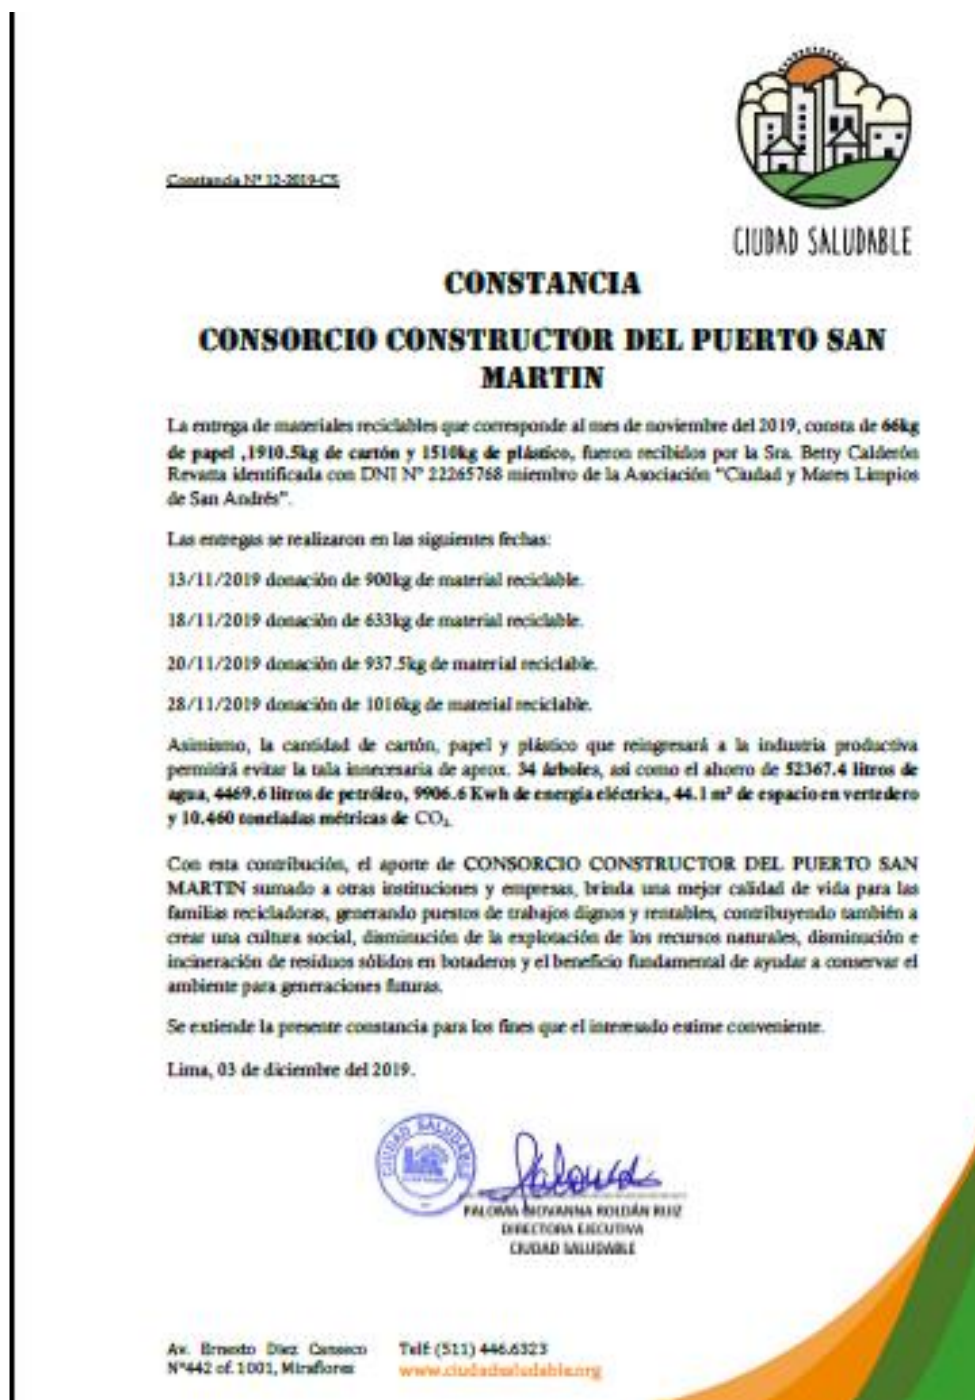 Constancia Nº 12-2019-CS
CIUDAD SALUDABLE
CONSTANCIA
CONSORCIO CONSTRUCTOR DEL PUERTO SAN
MARTIN
La entrega de materiales reciclables que corresponde al mes de noviembre del 2019, consta de 66kg
de papel ,1910.5kg de cartón y 1510kg de plástico, fueron recibidos por la Sra. Betty Calderón
Revatta identificada con DNI Nº 22265768 miembro de la Asociación “Ciudad y Mares Limpios
de San Andrés”.
Las entregas se realizaron en las siguientes fechas:
13/11/2019 donación de 900kg de material reciclable.
18/11/2019 donación de 633kg de material reciclable.
20/11/2019 donación de 937.5kg de material reciclable.
28/11/2019 donación de 1016kg de material reciclable.
Asimismo, la cantidad de cartón, papel y plástico que reingresará a la industria productiva
permitirá evitar la tala innecesaria de aprox. 34 árboles, así como el ahorro de 52367.4 litros de
agua, 4469.6 litros de petróleo, 9906.6 Kwh de energía eléctrica, 44.1 m³ de espacio en vertedero
y 10.460 toneladas métricas de CO₂.
Con esta contribución, el aporte de CONSORCIO CONSTRUCTOR DEL PUERTO SAN
MARTIN sumado a otras instituciones y empresas, brinda una mejor calidad de vida para las
familias recicladoras, generando puestos de trabajos dignos y rentables, contribuyendo también a
crear una cultura social, disminución de la explotación de los recursos naturales, disminución e
incineración de residuos sólidos en botaderos y el beneficio fundamental de ayudar a conservar el
ambiente para generaciones futuras.
Se extiende la presente constancia para los fines que el interesado estime conveniente.
Lima, 03 de diciembre del 2019.
CIUDAD SALUDABLE
PALOMA GIOVANNA ROLDÁN RUIZ
DIRECTORA EJECUTIVA
CIUDAD SALUDABLE
Av. Ernesto Diez Canseco
Nº442 of. 1001, Miraflores
Telf: (511) 446.6323
www.ciudadsaludable.org